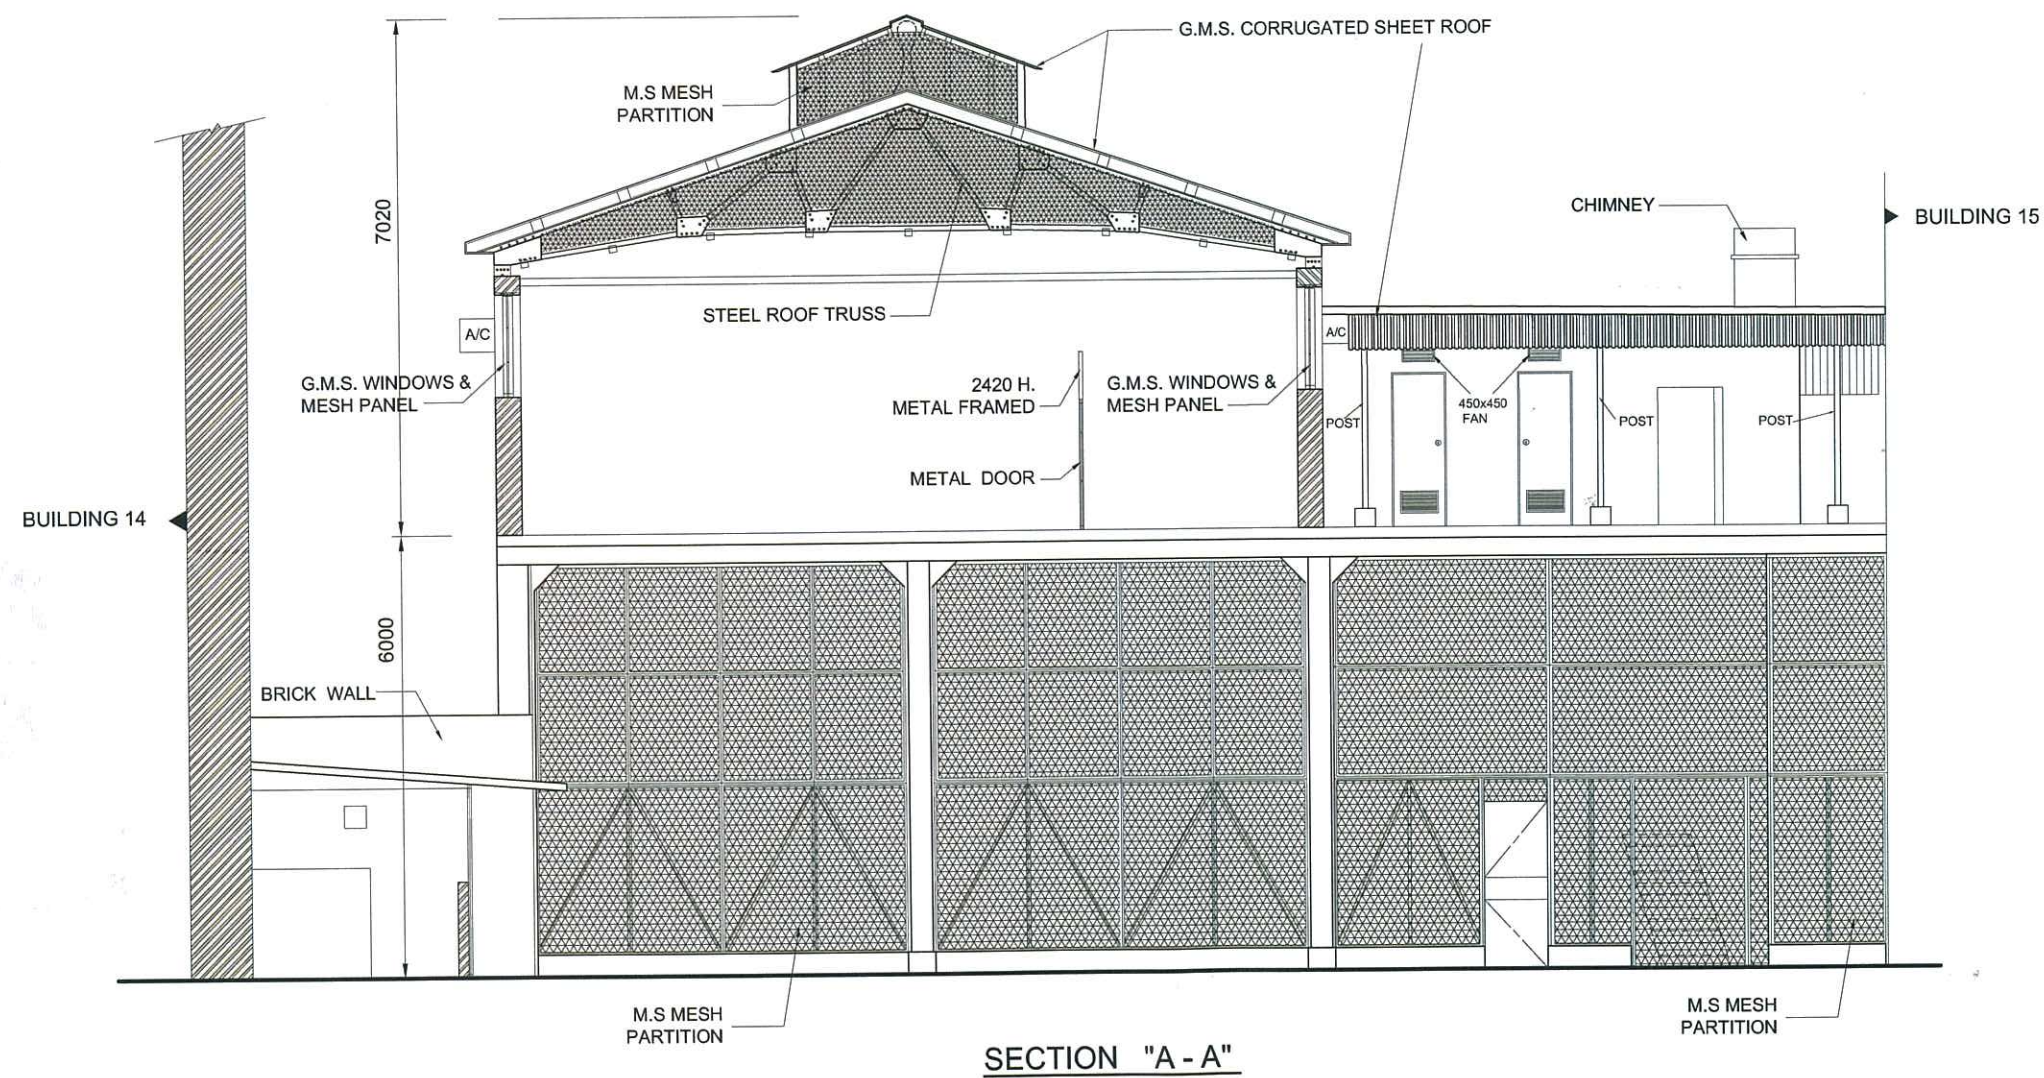 G.M.S. CORRUGATED SHEET ROOF
M.S MESH
PARTITION
7020
CHIMNEY
BUILDING 15
STEEL ROOF TRUSS
A/C
A/C
G.M.S. WINDOWS &
MESH PANEL
2420 H.
METAL FRAMED
G.M.S. WINDOWS &
MESH PANEL
450x450
FAN
POST
POST
POST
METAL DOOR
BUILDING 14
6000
BRICK WALL
M.S MESH
PARTITION
M.S MESH
PARTITION
SECTION "A - A"